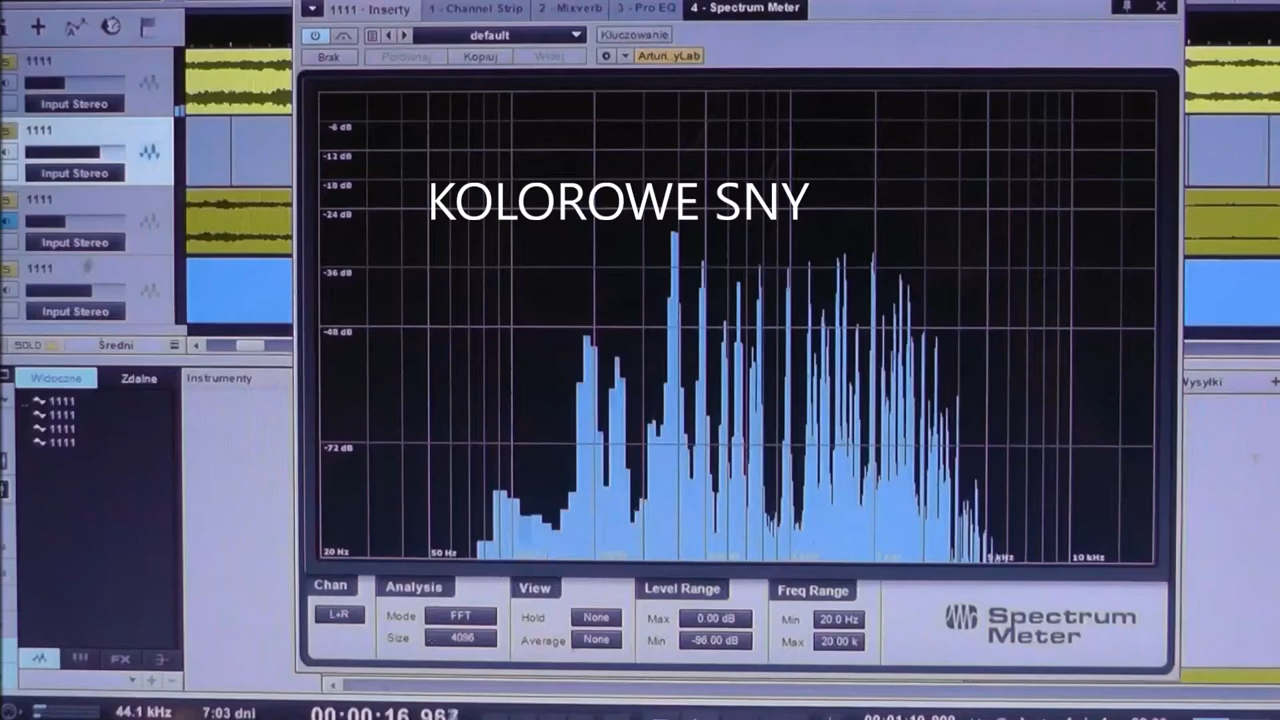 1111 - Inserty
1 - Channel Strip
2 - Mixverb
3 - Pro EQ
4 - Spectrum Meter
default
Kluczowanie
Brak
Porównaj
Kopiuj
Wklej
Arturi..yLab
1111
Input Stereo
1111
Input Stereo
1111
Input Stereo
1111
Input Stereo
SOLO
Średni
Widoczne
Zdalne
Instrumenty
1111
1111
1111
1111
FX
KOLOROWE SNY
-6 dB
-12 dB
-18 dB
-24 dB
-36 dB
-48 dB
-72 dB
20 Hz
50 Hz
5 kHz
10 kHz
Chan
L+R
Analysis
Mode
FFT
Size
4096
View
Hold
None
Average
None
Level Range
Max
0.00 dB
Min
-96.00 dB
Freq Range
Min
20.0 Hz
Max
20.00 k
Spectrum
Meter
Wysyłki
44.1 kHz
7:03 dni